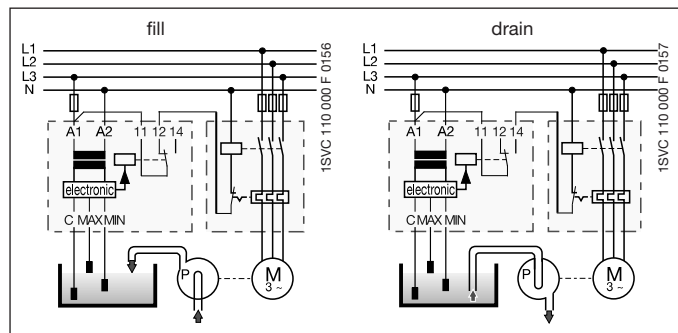 fill
L1
L2
L3
N
A1 A2 11 12 14
electronic
C MAX MIN
P
M
3 ~
1SVC 110 000 F 0156
drain
L1
L2
L3
N
A1 A2 11 12 14
electronic
C MAX MIN
P
M
3 ~
1SVC 110 000 F 0157